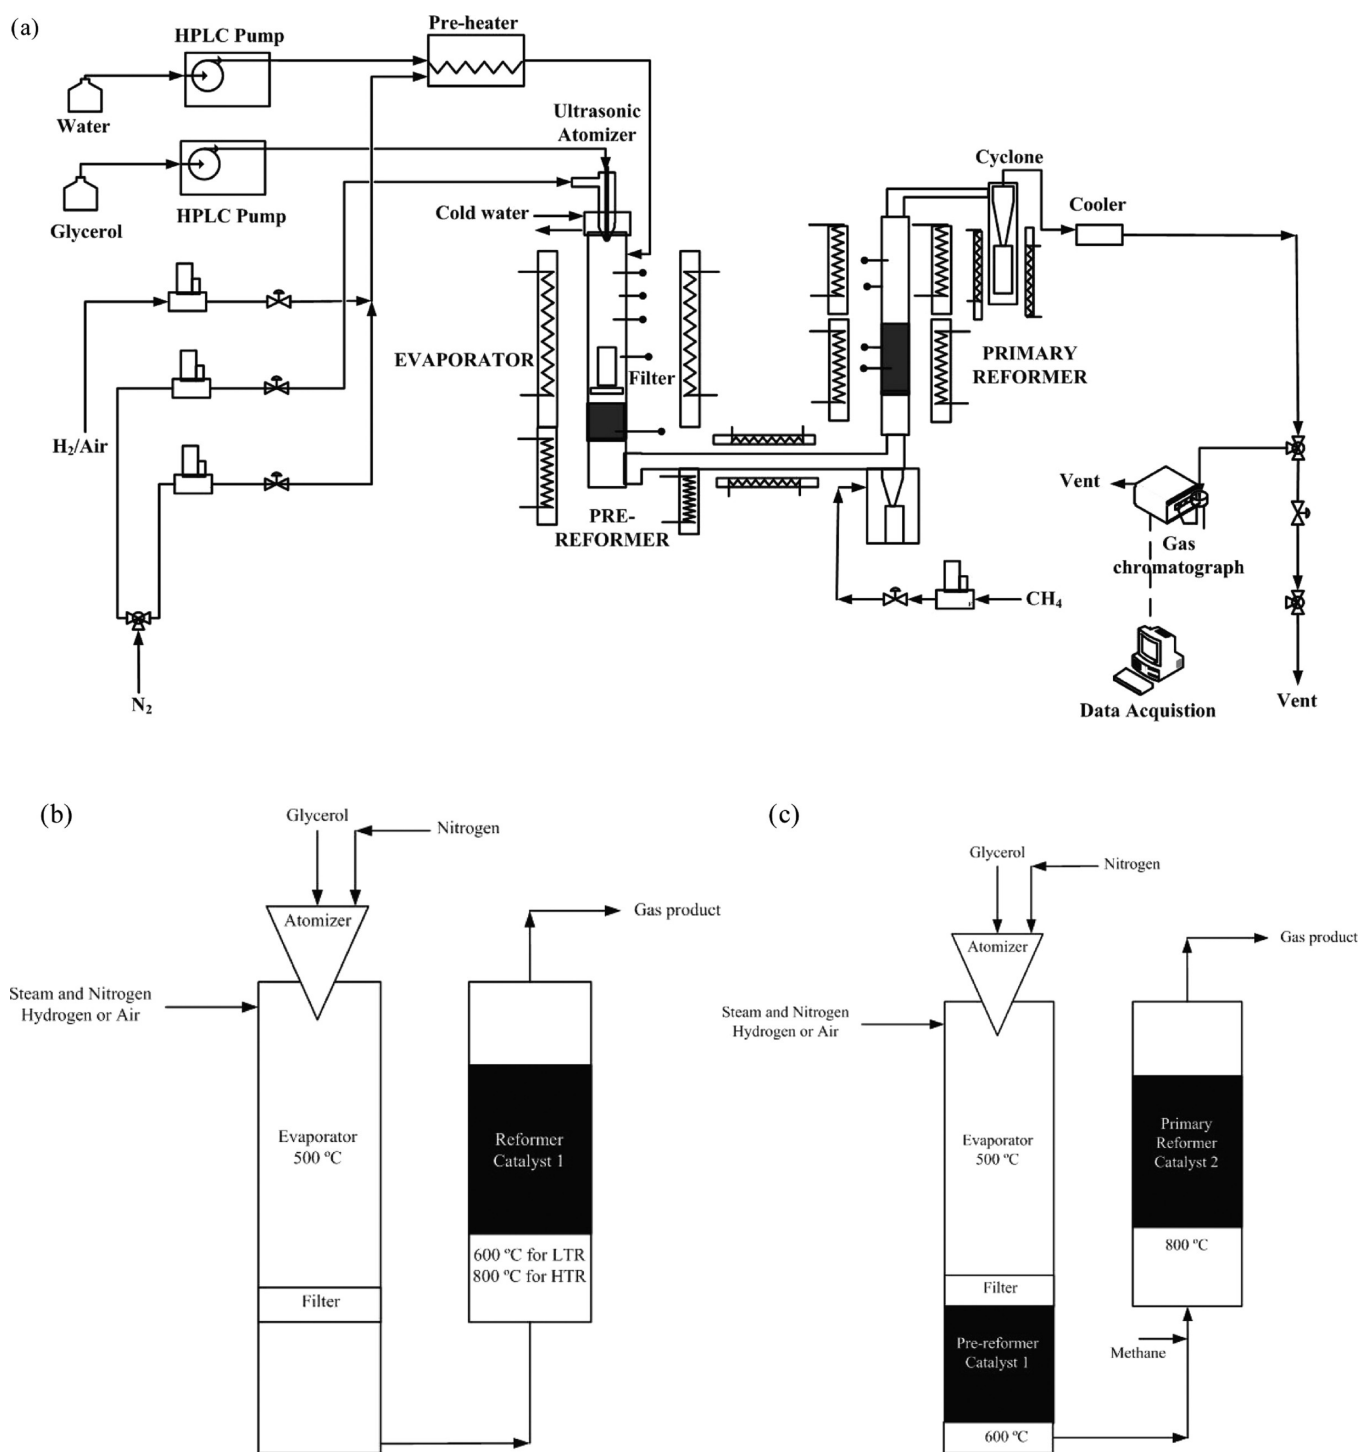 (a)
HPLC Pump
Pre-heater
Water
Ultrasonic
Atomizer
Glycerol
HPLC Pump
Cold water
Cyclone
Cooler
EVAPORATOR
Filter
PRIMARY
REFORMER
H₂/Air
PRE-
REFORMER
Vent
Gas
chromatograph
CH₄
N₂
Data Acquistion
Vent
(b)
Glycerol
Nitrogen
Atomizer
Gas product
Steam and Nitrogen
Hydrogen or Air
Evaporator
500 ºC
Reformer
Catalyst 1
600 ºC for LTR
800 ºC for HTR
Filter
(c)
Glycerol
Nitrogen
Atomizer
Gas product
Steam and Nitrogen
Hydrogen or Air
Evaporator
500 ºC
Primary
Reformer
Catalyst 2
800 ºC
Filter
Pre-reformer
Catalyst 1
Methane
600 ºC